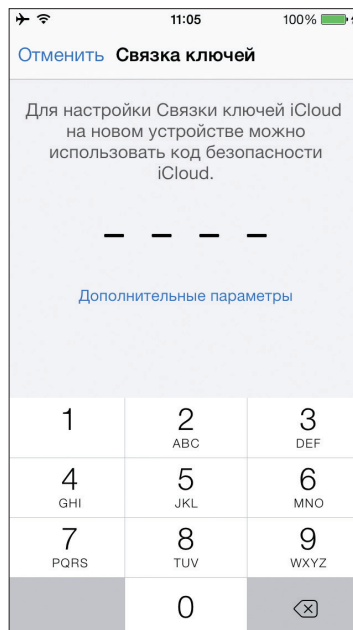 11:05
100%
Отменить Связка ключей
Для настройки Связки ключей iCloud
на новом устройстве можно
использовать код безопасности
iCloud.
Дополнительные параметры
1 2 3
ABC DEF
4 5 6
GHI JKL MNO
7 8 9
PQRS TUV WXYZ
0